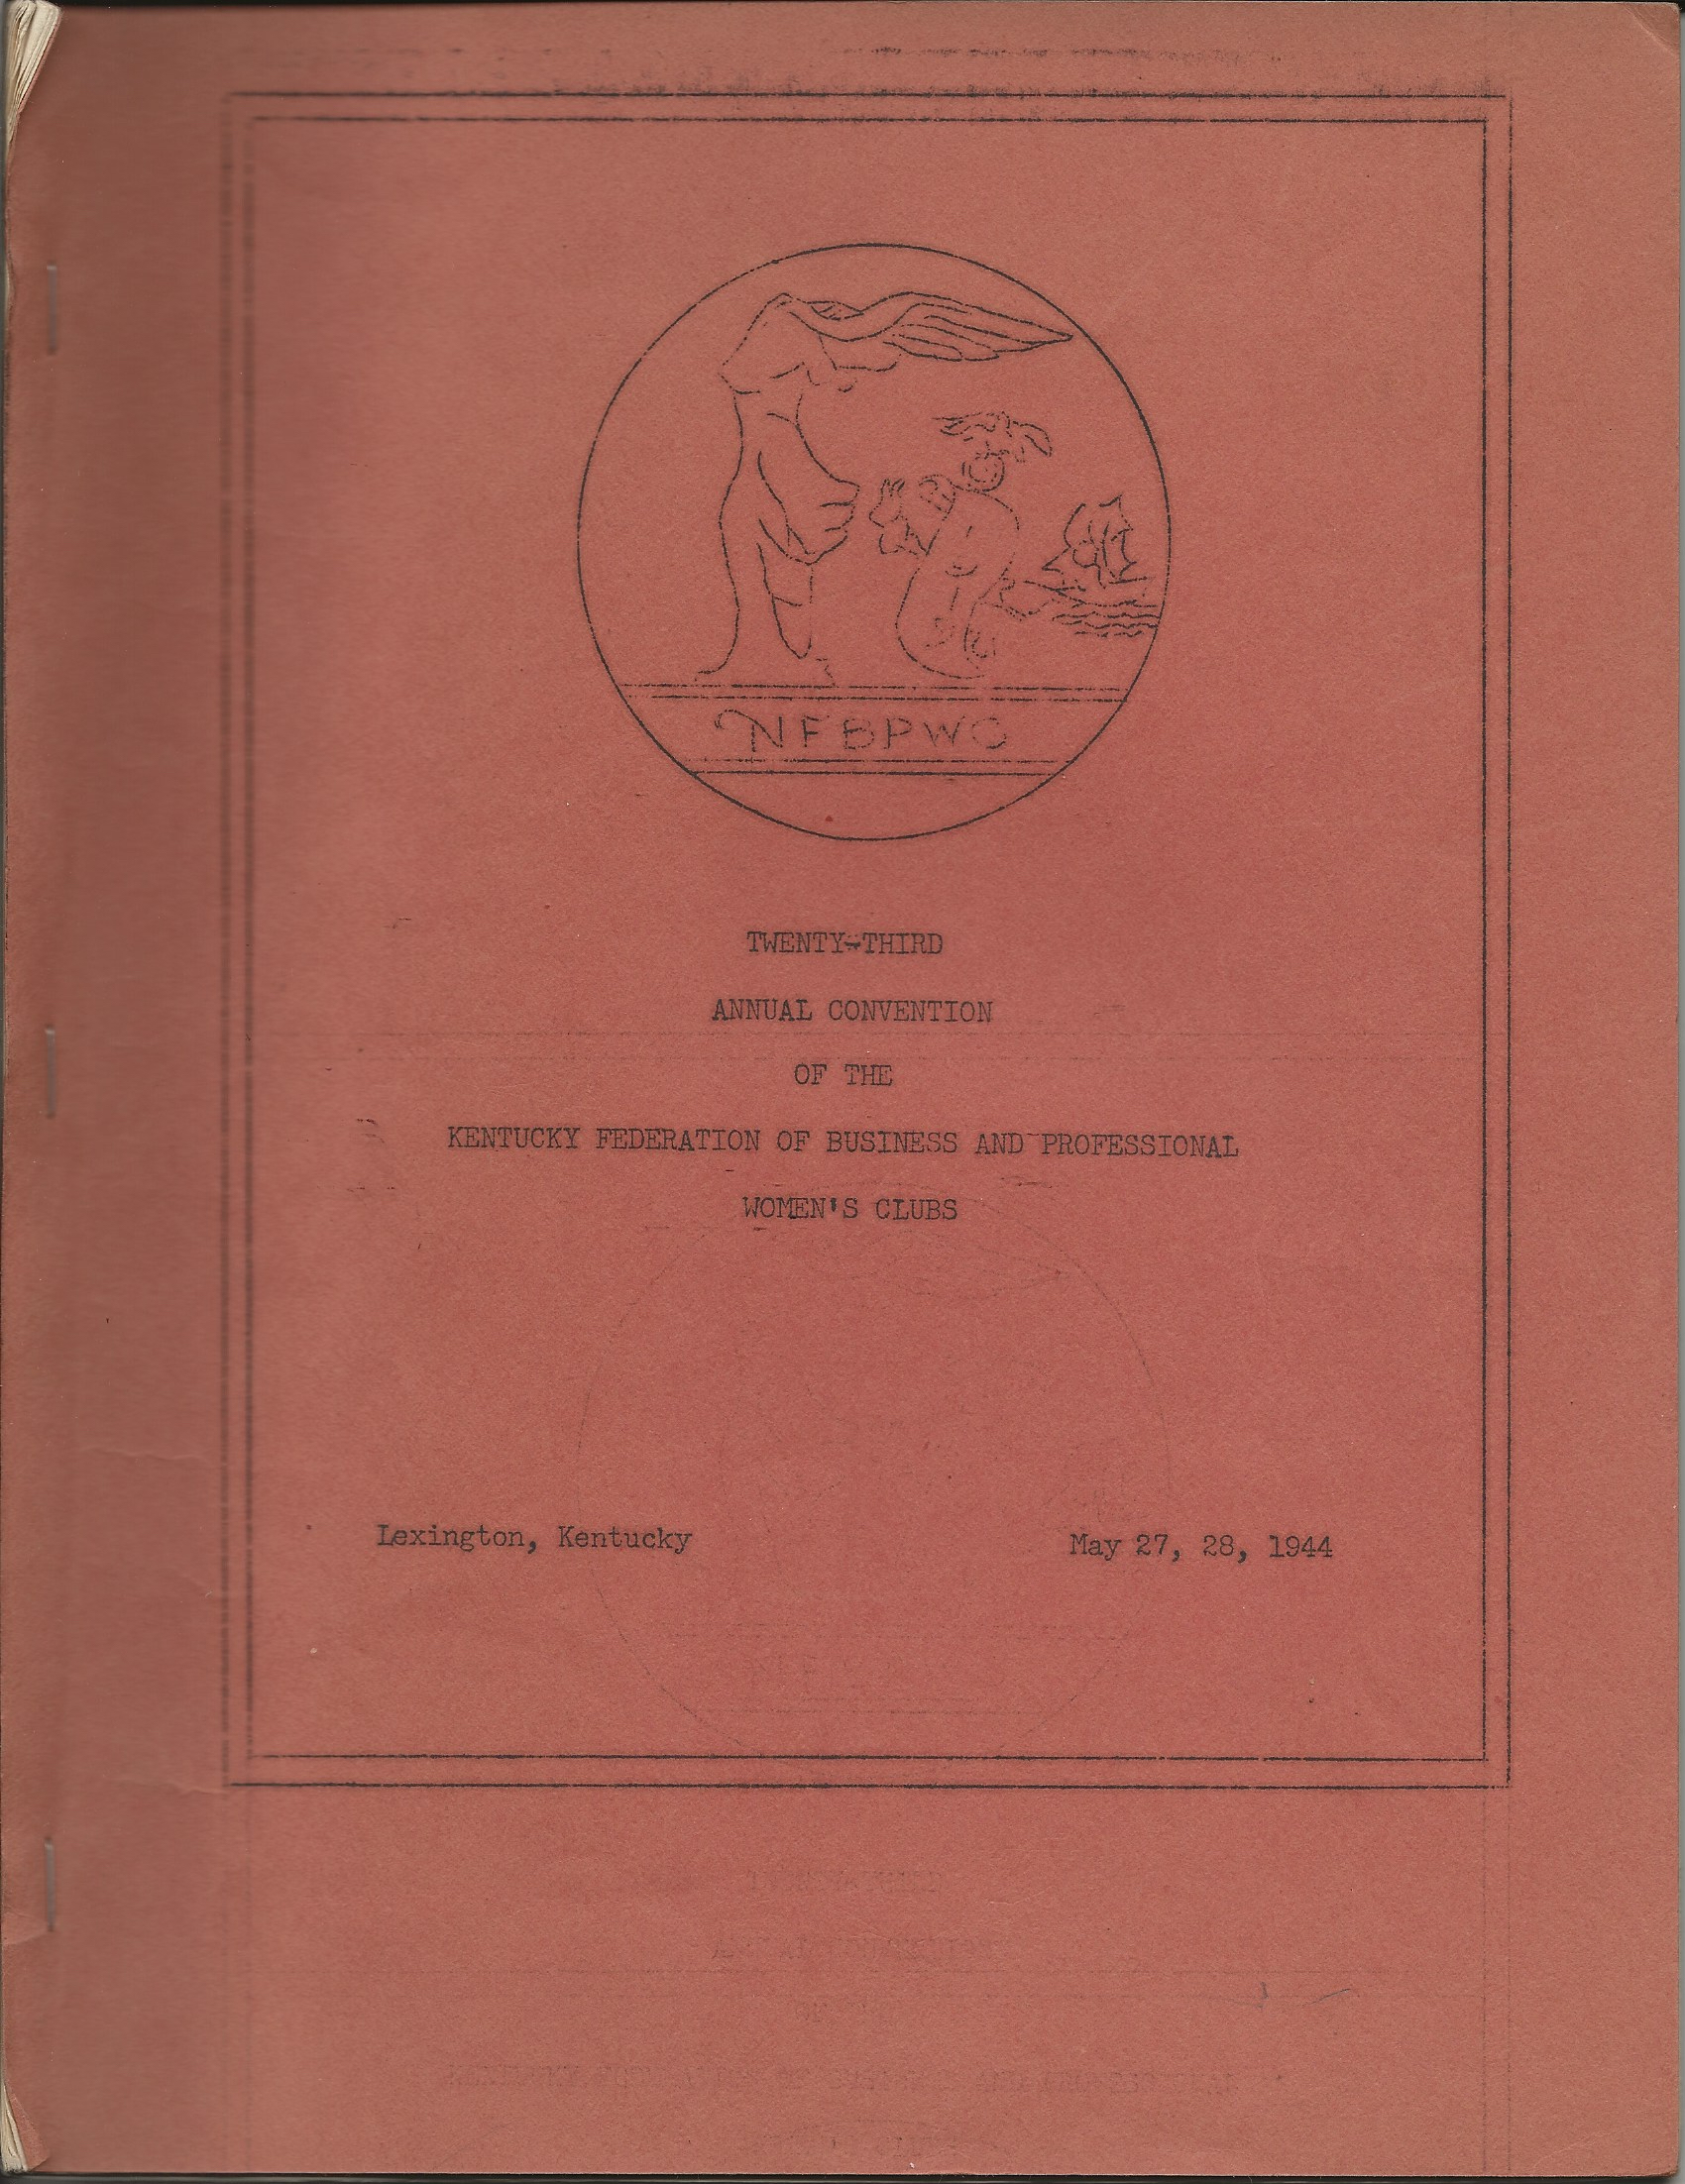 NFBPWC
TWENTY-THIRD
ANNUAL CONVENTION
OF THE
KENTUCKY FEDERATION OF BUSINESS AND PROFESSIONAL
WOMEN'S CLUBS
Lexington, Kentucky
May 27, 28, 1944